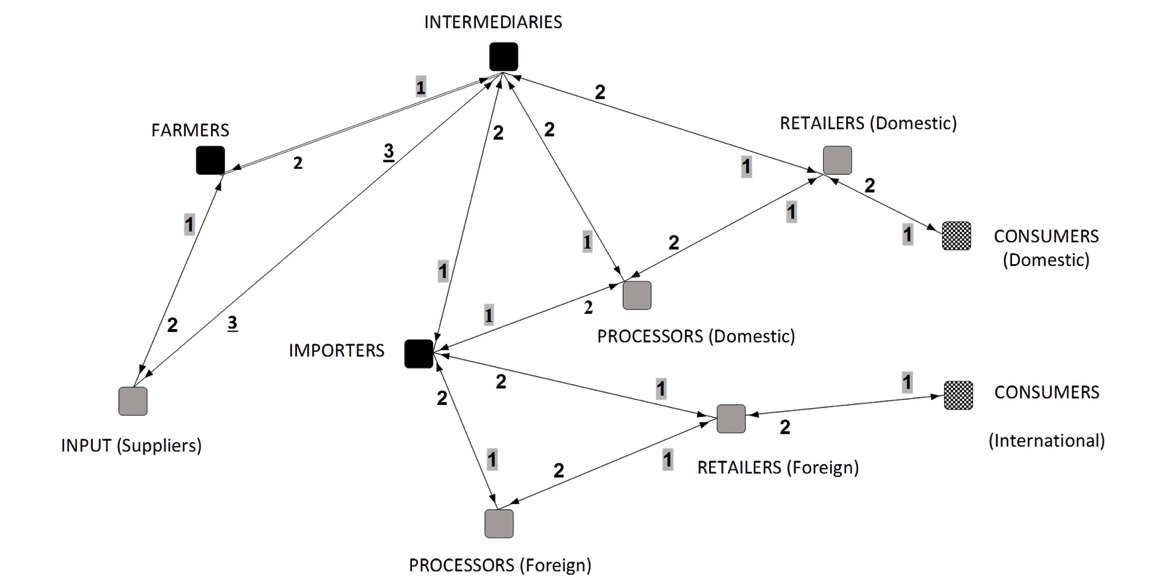 INTERMEDIARIES
1
2
FARMERS
2
2
RETAILERS (Domestic)
3
2
1
1
2
1
2
1
CONSUMERS
(Domestic)
1
2
1
1
2
PROCESSORS (Domestic)
2
3
IMPORTERS
2
1
1
CONSUMERS
2
2
(International)
INPUT (Suppliers)
1
2
1
RETAILERS (Foreign)
PROCESSORS (Foreign)